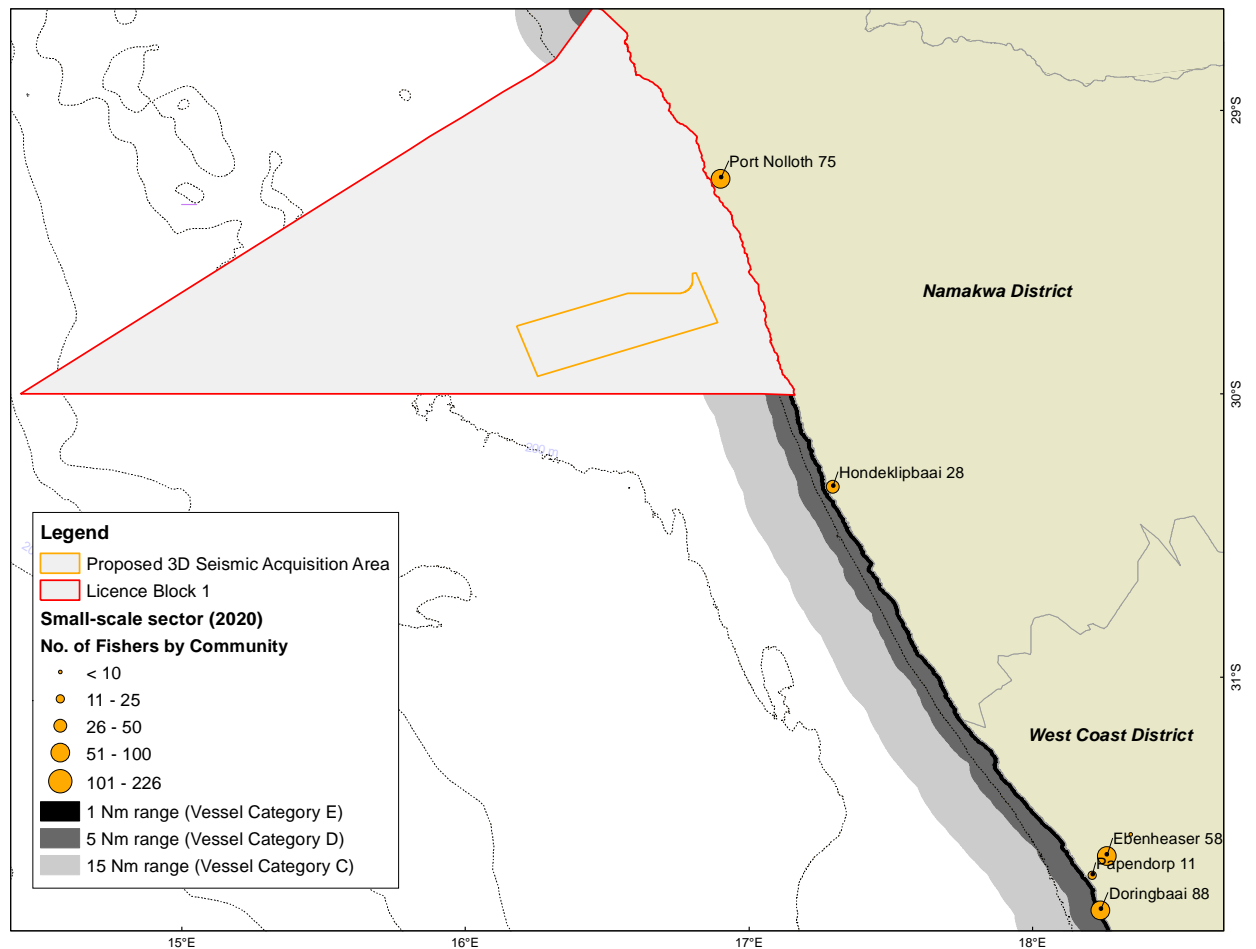 Port Nolloth 75
29°S
Namakwa District
30°S
200 m
Hondeklipbaai 28
Legend
Proposed 3D Seismic Acquisition Area
Licence Block 1
Small-scale sector (2020)
No. of Fishers by Community
< 10
11 - 25
26 - 50
51 - 100
101 - 226
1 Nm range (Vessel Category E)
5 Nm range (Vessel Category D)
15 Nm range (Vessel Category C)
31°S
West Coast District
Ebenheaser 58
Papendorp 11
Doringbaai 88
15°E
16°E
17°E
18°E